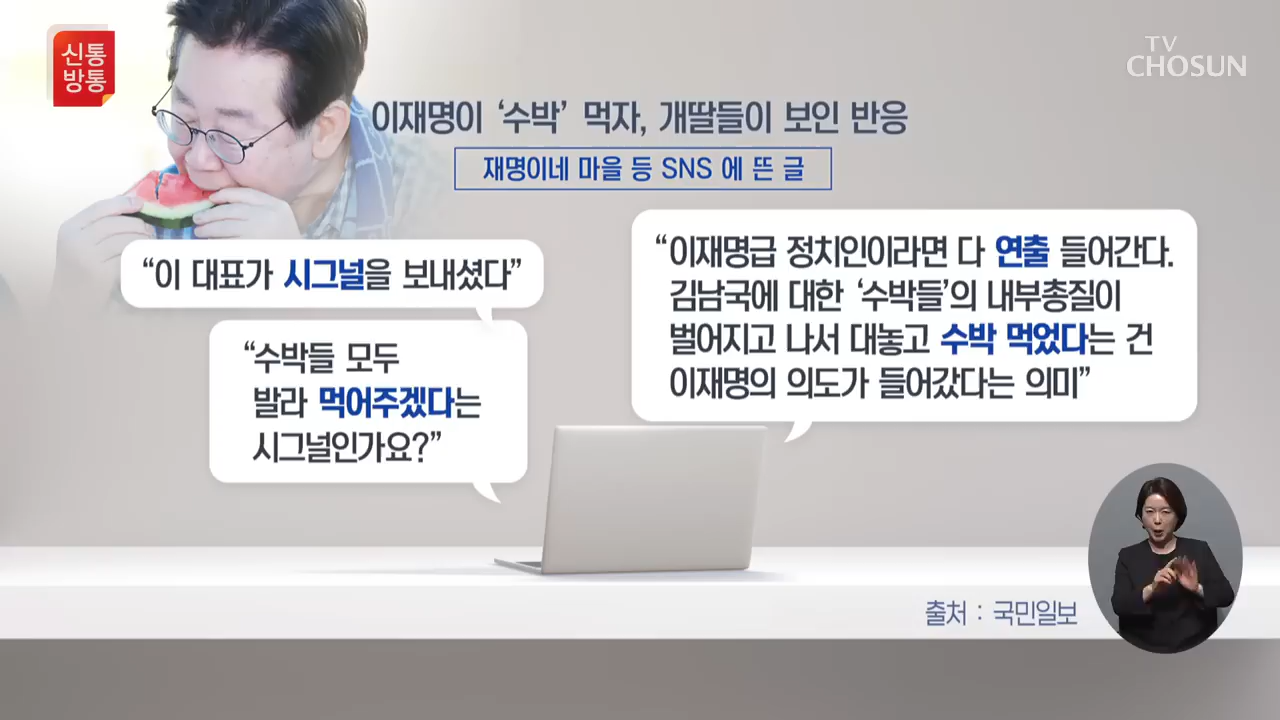 신통
방통
TV
CHOSUN
이재명이 ‘수박’ 먹자, 개딸들이 보인 반응
재명이네 마을 등 SNS 에 뜬 글
“이 대표가 시그널을 보내셨다”
“수박들 모두
발라 먹어주겠다는
시그널인가요?”
“이재명급 정치인이라면 다 연출 들어간다.
김남국에 대한 ‘수박들’의 내부총질이
벌어지고 나서 대놓고 수박 먹었다는 건
이재명의 의도가 들어갔다는 의미”
출처 : 국민일보